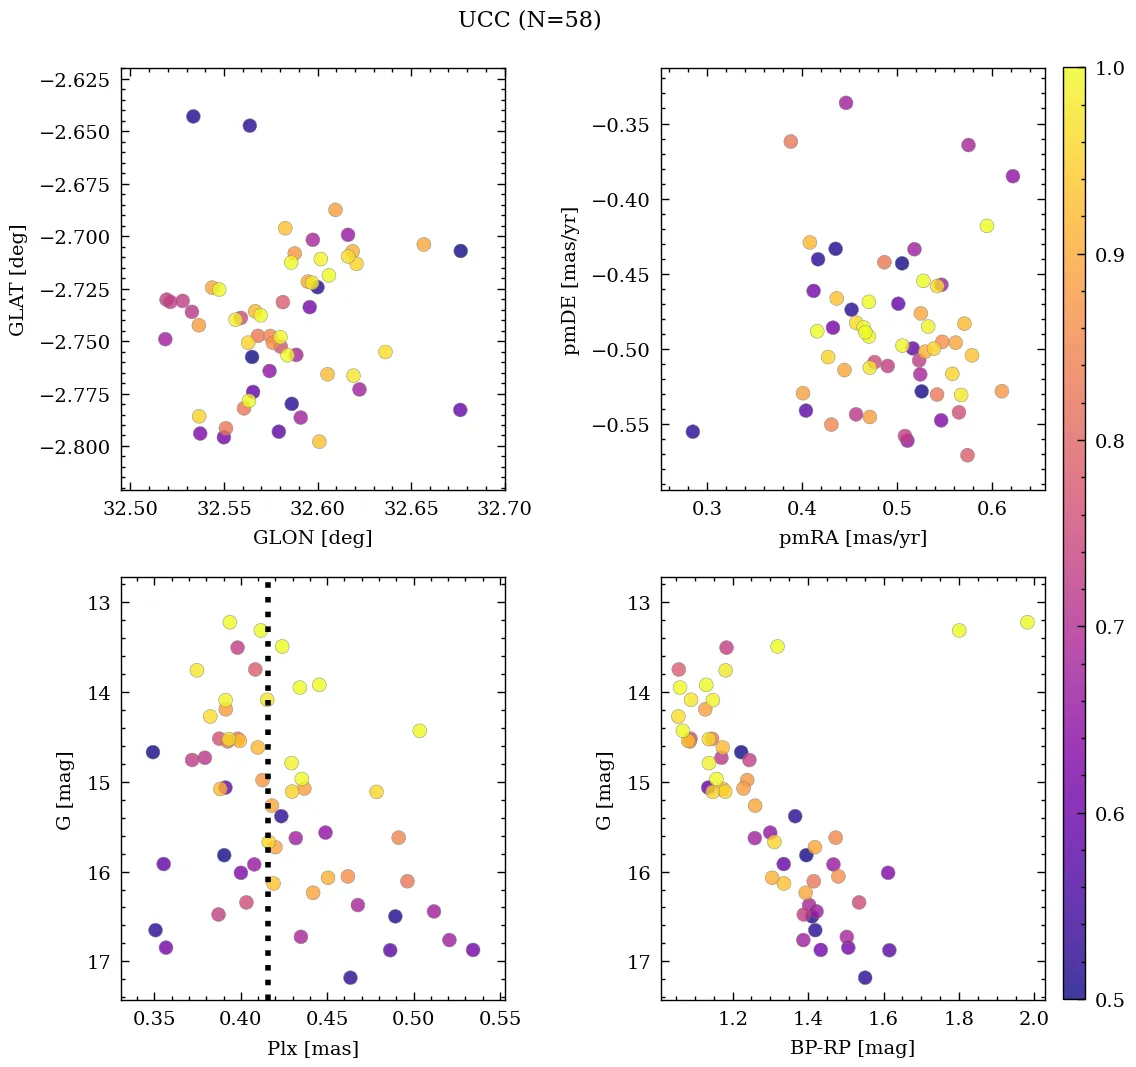 UCC (N=58)
−2.625
−2.650
−2.675
−2.700
−2.725
−2.750
−2.775
−2.800
GLAT [deg]
32.50 32.55 32.60 32.65 32.70
GLON [deg]
−0.35
−0.40
−0.45
−0.50
−0.55
pmDE [mas/yr]
0.3 0.4 0.5 0.6
pmRA [mas/yr]
13
14
15
16
17
G [mag]
0.35 0.40 0.45 0.50 0.55
Plx [mas]
13
14
15
16
17
G [mag]
1.2 1.4 1.6 1.8 2.0
BP-RP [mag]
1.0
0.9
0.8
0.7
0.6
0.5